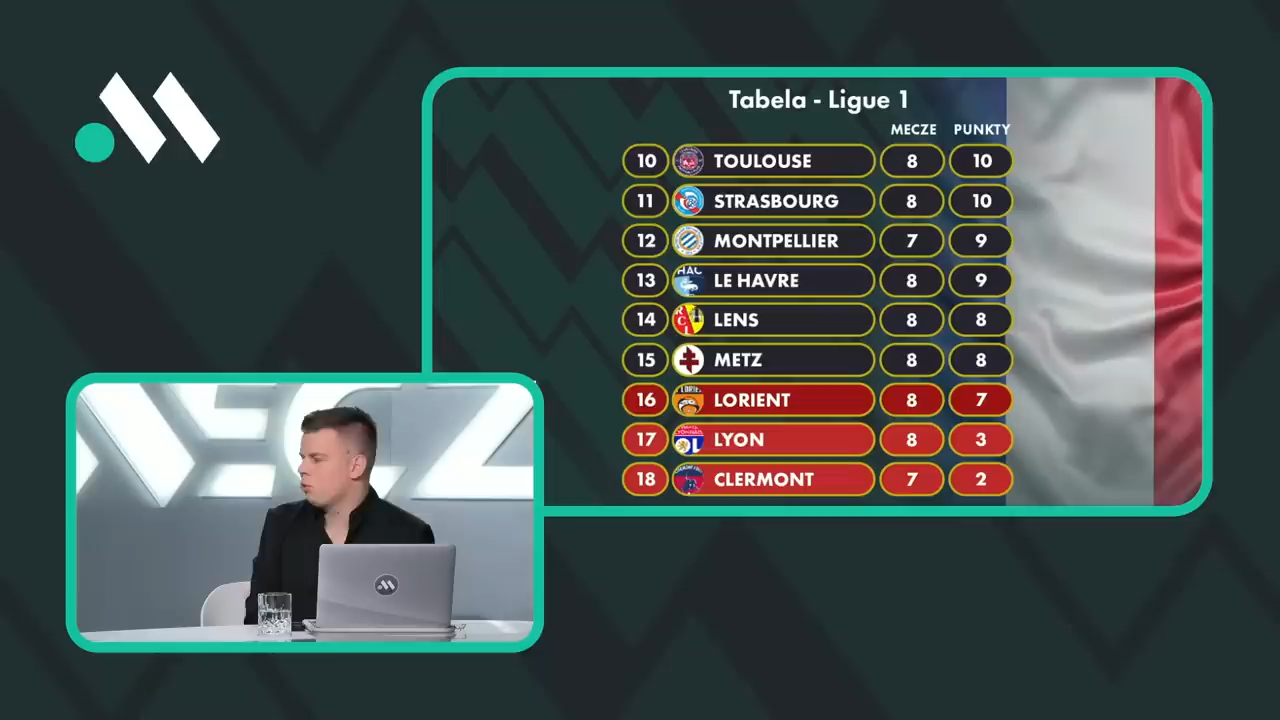 Tabela - Ligue 1
MECZE PUNKTY
10 TOULOUSE 8 10
11 STRASBOURG 8 10
12 MONTPELLIER 7 9
13 LE HAVRE 8 9
14 LENS 8 8
15 METZ 8 8
16 LORIENT 8 7
17 LYON 8 3
18 CLERMONT 7 2